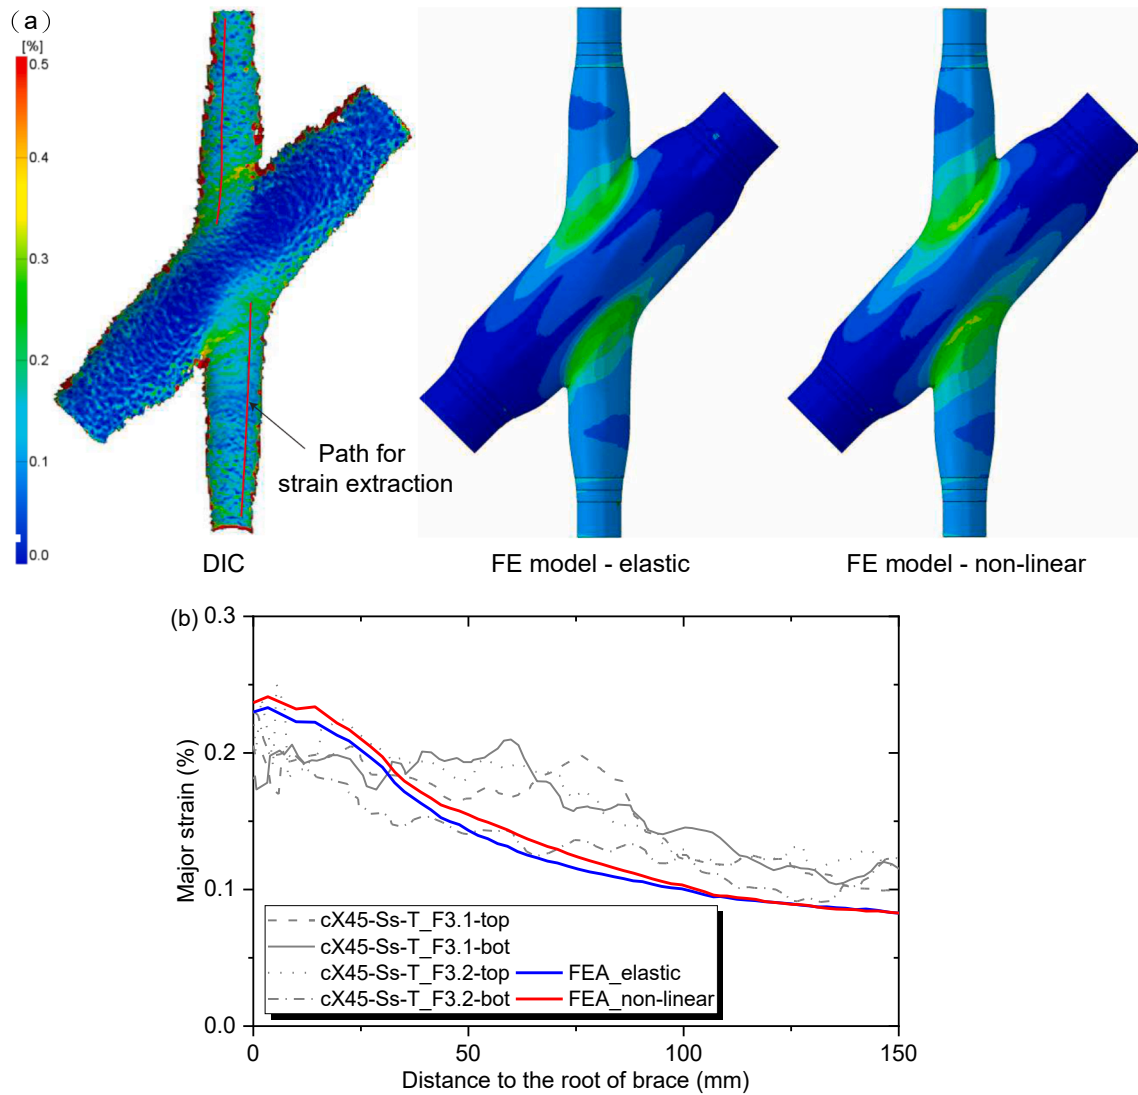 （a）
[%]
0.5
0.4
0.3
0.2
0.1
0.0
Path for
strain extraction
DIC
FE model - elastic
FE model - non-linear
(b)
0.3
0.2
0.1
0.0
Major strain (%)
cX45-Ss-T_F3.1-top
cX45-Ss-T_F3.1-bot
cX45-Ss-T_F3.2-top
FEA_elastic
cX45-Ss-T_F3.2-bot
FEA_non-linear
0
50
100
150
Distance to the root of brace (mm)